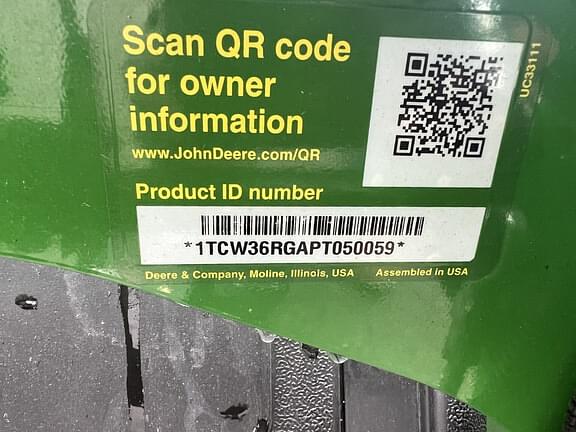 Scan QR code
for owner
information
www.JohnDeere.com/QR
UC33111
Product ID number
*1TCW36RGAPT050059*
Deere & Company, Moline, Illinois, USA Assembled in USA